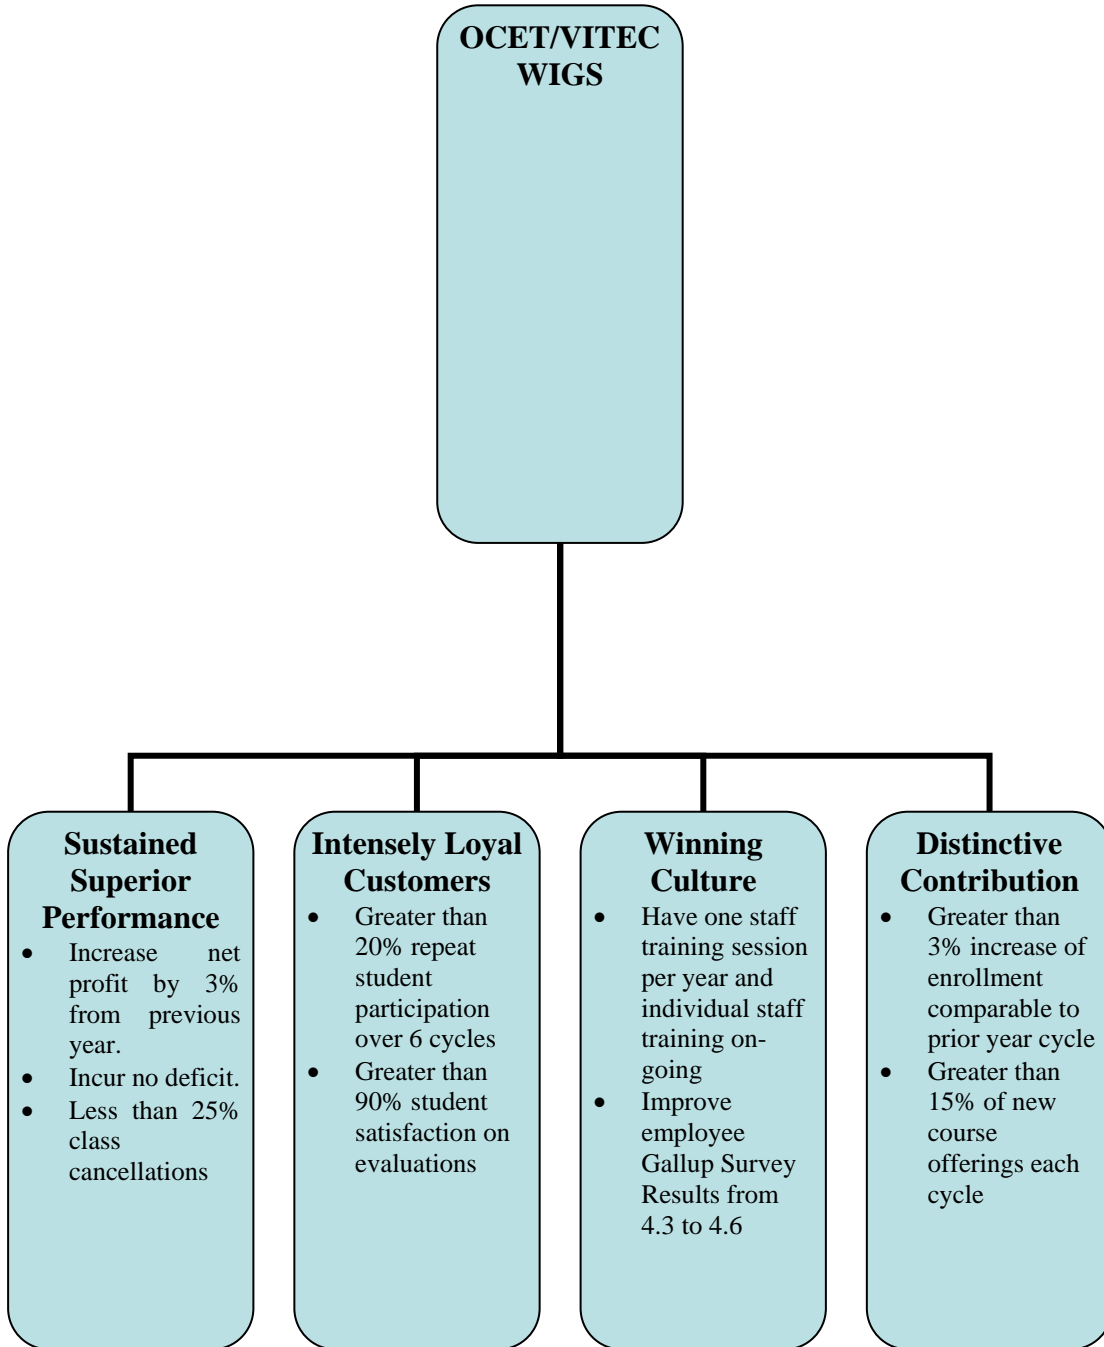 OCET/VITEC
WIGS
Sustained
Superior
Performance
• Increase net
profit by 3%
from previous
year.
• Incur no deficit.
• Less than 25%
class
cancellations
Intensely Loyal
Customers
• Greater than
20% repeat
student
participation
over 6 cycles
• Greater than
90% student
satisfaction on
evaluations
Winning
Culture
• Have one staff
training session
per year and
individual staff
training on-
going
• Improve
employee
Gallup Survey
Results from
4.3 to 4.6
Distinctive
Contribution
• Greater than
3% increase of
enrollment
comparable to
prior year cycle
• Greater than
15% of new
course
offerings each
cycle